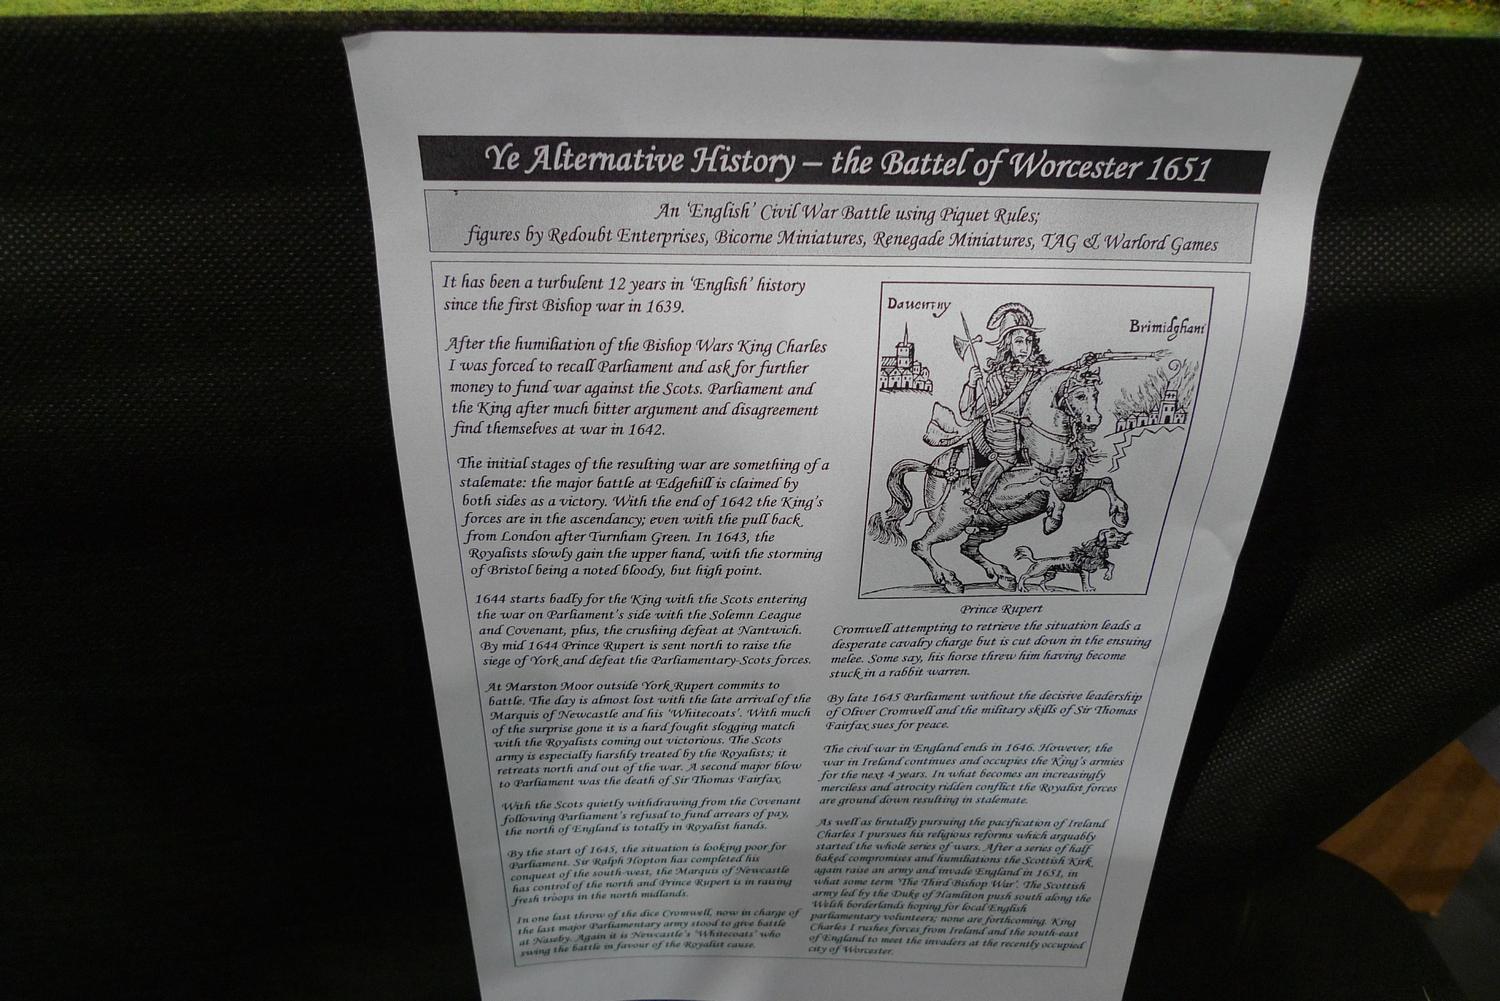 Ye Alternative History – the Battel of Worcester 1651
An ‘English’ Civil War Battle using Piquet Rules;
figures by Redoubt Enterprises, Bicorne Miniatures, Renegade Miniatures, TAG & Warlord Games
It has been a turbulent 12 years in ‘English’ history
since the first Bishop war in 1639.
After the humiliation of the Bishop Wars King Charles
I was forced to recall Parliament and ask for further
money to fund war against the Scots. Parliament and
the King after much bitter argument and disagreement
find themselves at war in 1642.
The initial stages of the resulting war are something of a
stalemate: the major battle at Edgehill is claimed by
both sides as a victory. With the end of 1642 the King's
forces are in the ascendancy; even with the pull back
from London after Turnham Green. In 1643, the
Royalists slowly gain the upper hand, with the storming
of Bristol being a noted bloody, but high point.
1644 starts badly for the King with the Scots entering
the war on Parliament's side with the Solemn League
and Covenant, plus, the crushing defeat at Nantwich.
By mid 1644 Prince Rupert is sent north to raise the
siege of York and defeat the Parliamentary-Scots forces.
At Marston Moor outside York Rupert commits to
battle. The day is almost lost with the late arrival of the
Marquis of Newcastle and his ‘Whitecoats’. With much
of the surprise gone it is a hard fought slogging match
with the Royalists coming out victorious. The Scots
army is especially harshly treated by the Royalists; it
retreats north and out of the war. A second major blow
to Parliament was the death of Sir Thomas Fairfax.
With the Scots quietly withdrawing from the Covenant
following Parliament's refusal to fund arrears of pay,
the north of England is totally in Royalist hands.
By the start of 1645, the situation is looking poor for
Parliament. Sir Ralph Hopton has completed his
conquest of the south-west, the Marquis of Newcastle
has control of the north and Prince Rupert is in raising
fresh troops in the north midlands.
In one last throw of the dice Cromwell, now in charge of
the last major Parliamentary army stood to give battle
at Naseby. Again it is Newcastle's ‘Whitecoats’ who
swing the battle in favour of the Royalist cause.
Daventry
Brimidgham
Prince Rupert
Cromwell attempting to retrieve the situation leads a
desperate cavalry charge but is cut down in the ensuing
melee. Some say, his horse threw him having become
stuck in a rabbit warren.
By late 1645 Parliament without the decisive leadership
of Oliver Cromwell and the military skills of Sir Thomas
Fairfax sues for peace.
The civil war in England ends in 1646. However, the
war in Ireland continues and occupies the King's armies
for the next 4 years. In what becomes an increasingly
merciless and atrocity ridden conflict the Royalist forces
are ground down resulting in stalemate.
As well as brutally pursuing the pacification of Ireland
Charles I pursues his religious reforms which arguably
started the whole series of wars. After a series of half
baked compromises and humiliations the Scottish Kirk
again raise an army and invade England in 1651, in
what some term ‘The Third Bishop War’. The Scottish
army led by the Duke of Hamilton push south along the
Welsh borderlands hoping for local English
parliamentary volunteers; none are forthcoming. King
Charles I rushes forces from Ireland and the south-east
of England to meet the invaders at the recently occupied
city of Worcester.